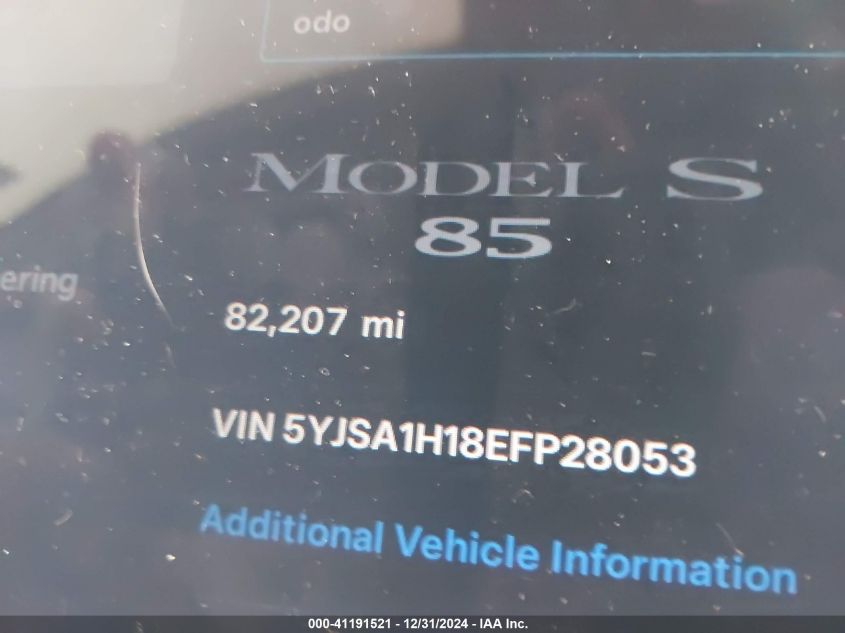 odo
MODEL S
85
ering
82,207 mi
VIN 5YJSA1H18EFP28053
Additional Vehicle Information
000-41191521 - 12/31/2024 - IAA Inc.